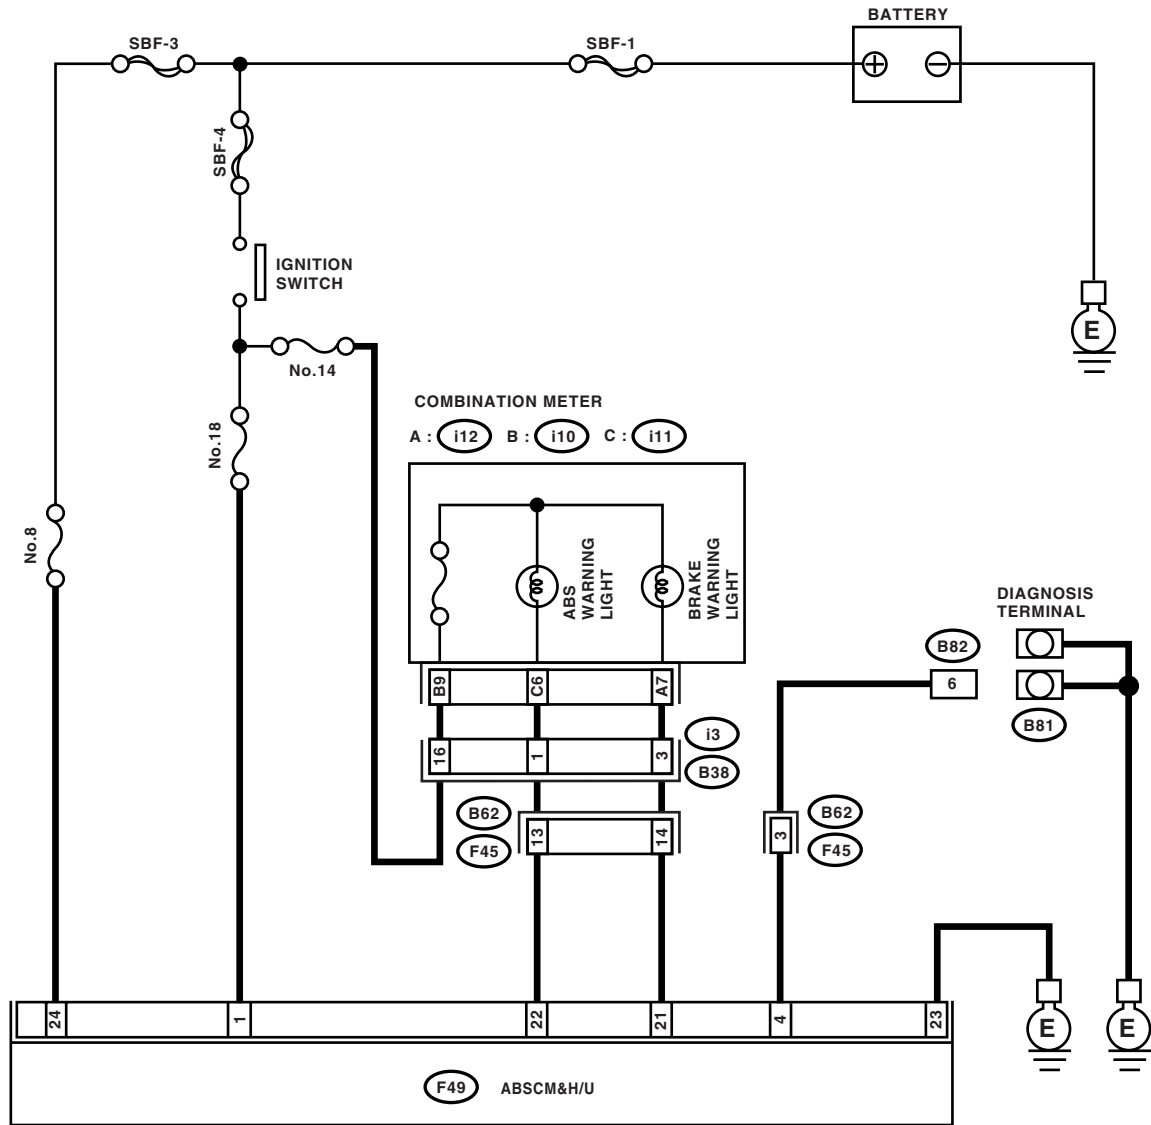 BATTERY
SBF-3
SBF-1
SBF-4
IGNITION
SWITCH
No.14
COMBINATION METER
A : i12 B : i10 C : i11
No.18
No.8
ABS
WARNING
LIGHT
BRAKE
WARNING
LIGHT
E
DIAGNOSIS
TERMINAL
B82
6
B81
B9
C6
A7
16
1
3
i3
B38
B62
F45
13
14
3
B62
F45
24
1
22
21
4
23
E
E
F49 ABSCM&H/U